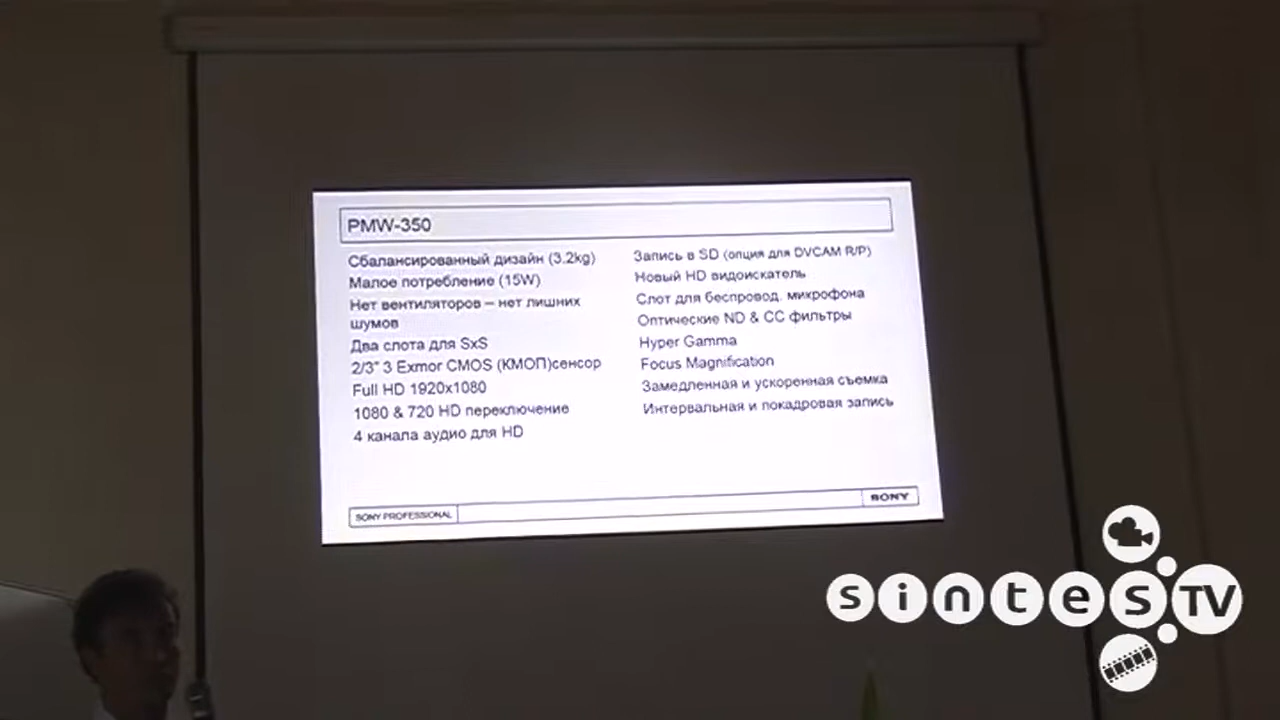 PMW-350
Сбалансированный дизайн (3.2kg)
Малое потребление (15W)
Нет вентиляторов – нет лишних
шумов
Два слота для SxS
2/3" 3 Exmor CMOS (КМОП)сенсор
Full HD 1920x1080
1080 & 720 HD переключение
4 канала аудио для HD
Запись в SD (опция для DVCAM R/P)
Новый HD видоискатель
Слот для беспровод. микрофона
Оптические ND & CC фильтры
Hyper Gamma
Focus Magnification
Замедленная и ускоренная съемка
Интервальная и покадровая запись
SONY PROFESSIONAL
SONY
sintes TV